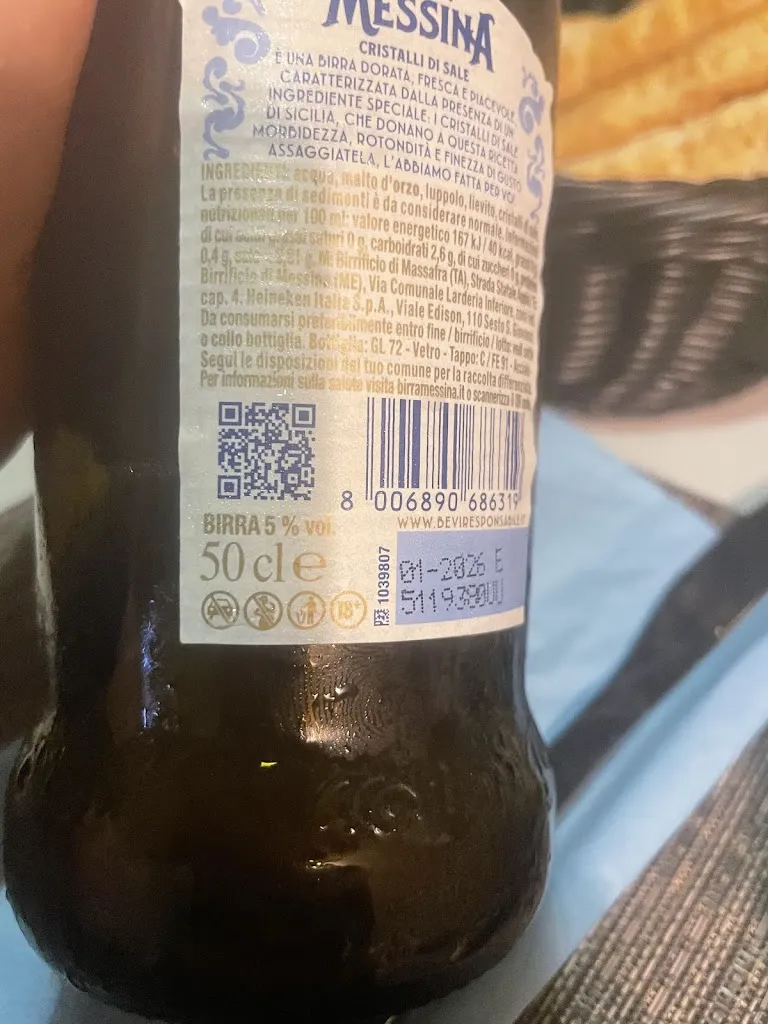 MESSINA
CRISTALLI DI SALE
È UNA BIRRA DORATA, FRESCA E PIACEVOLE
CARATTERIZZATA DALLA PRESENZA DI UN
INGREDIENTE SPECIALE: I CRISTALLI DI SALE
DI SICILIA, CHE DONANO A QUESTA RICETTA
MORBIDEZZA, ROTONDITÀ E FINEZZA DI GUSTO
ASSAGGIATELA, L'ABBIAMO FATTA PER VOI
INGREDIENTI: acqua, malto d'orzo, luppolo, lievito, cristalli di
La presenza di sedimenti è da considerare normale.
nutrizionali per 100 ml: valore energetico 167 kJ / 40 kcal,
di cui acidi grassi saturi 0 g, carboidrati 2,6 g, di cui zuccheri
0,4 g, M: Birrificio di Massafra (TA), Strada Statale Appia
Birrificio di Messina (ME), Via Comunale Larderia Inferiore,
cap. 4. Heineken Italia S.p.A., Viale Edison, 110 Sesto S. Giovanni
Da consumarsi preferibilmente entro fine / birrificio / lotto:
o collo bottiglia. Bottiglia: GL 72 - Vetro - Tappo: C / FE 91 - Acciaio
Segui le disposizioni del tuo comune per la raccolta differenziata
Per informazioni sulla salute visita birramessina.it o scannerizza il QR
8 006890 686319
BIRRA 5 % vol.
WWW.BEVIRESPONSABILE.IT
50 cl e
1039807
01-2026 E
5119380UU
18+